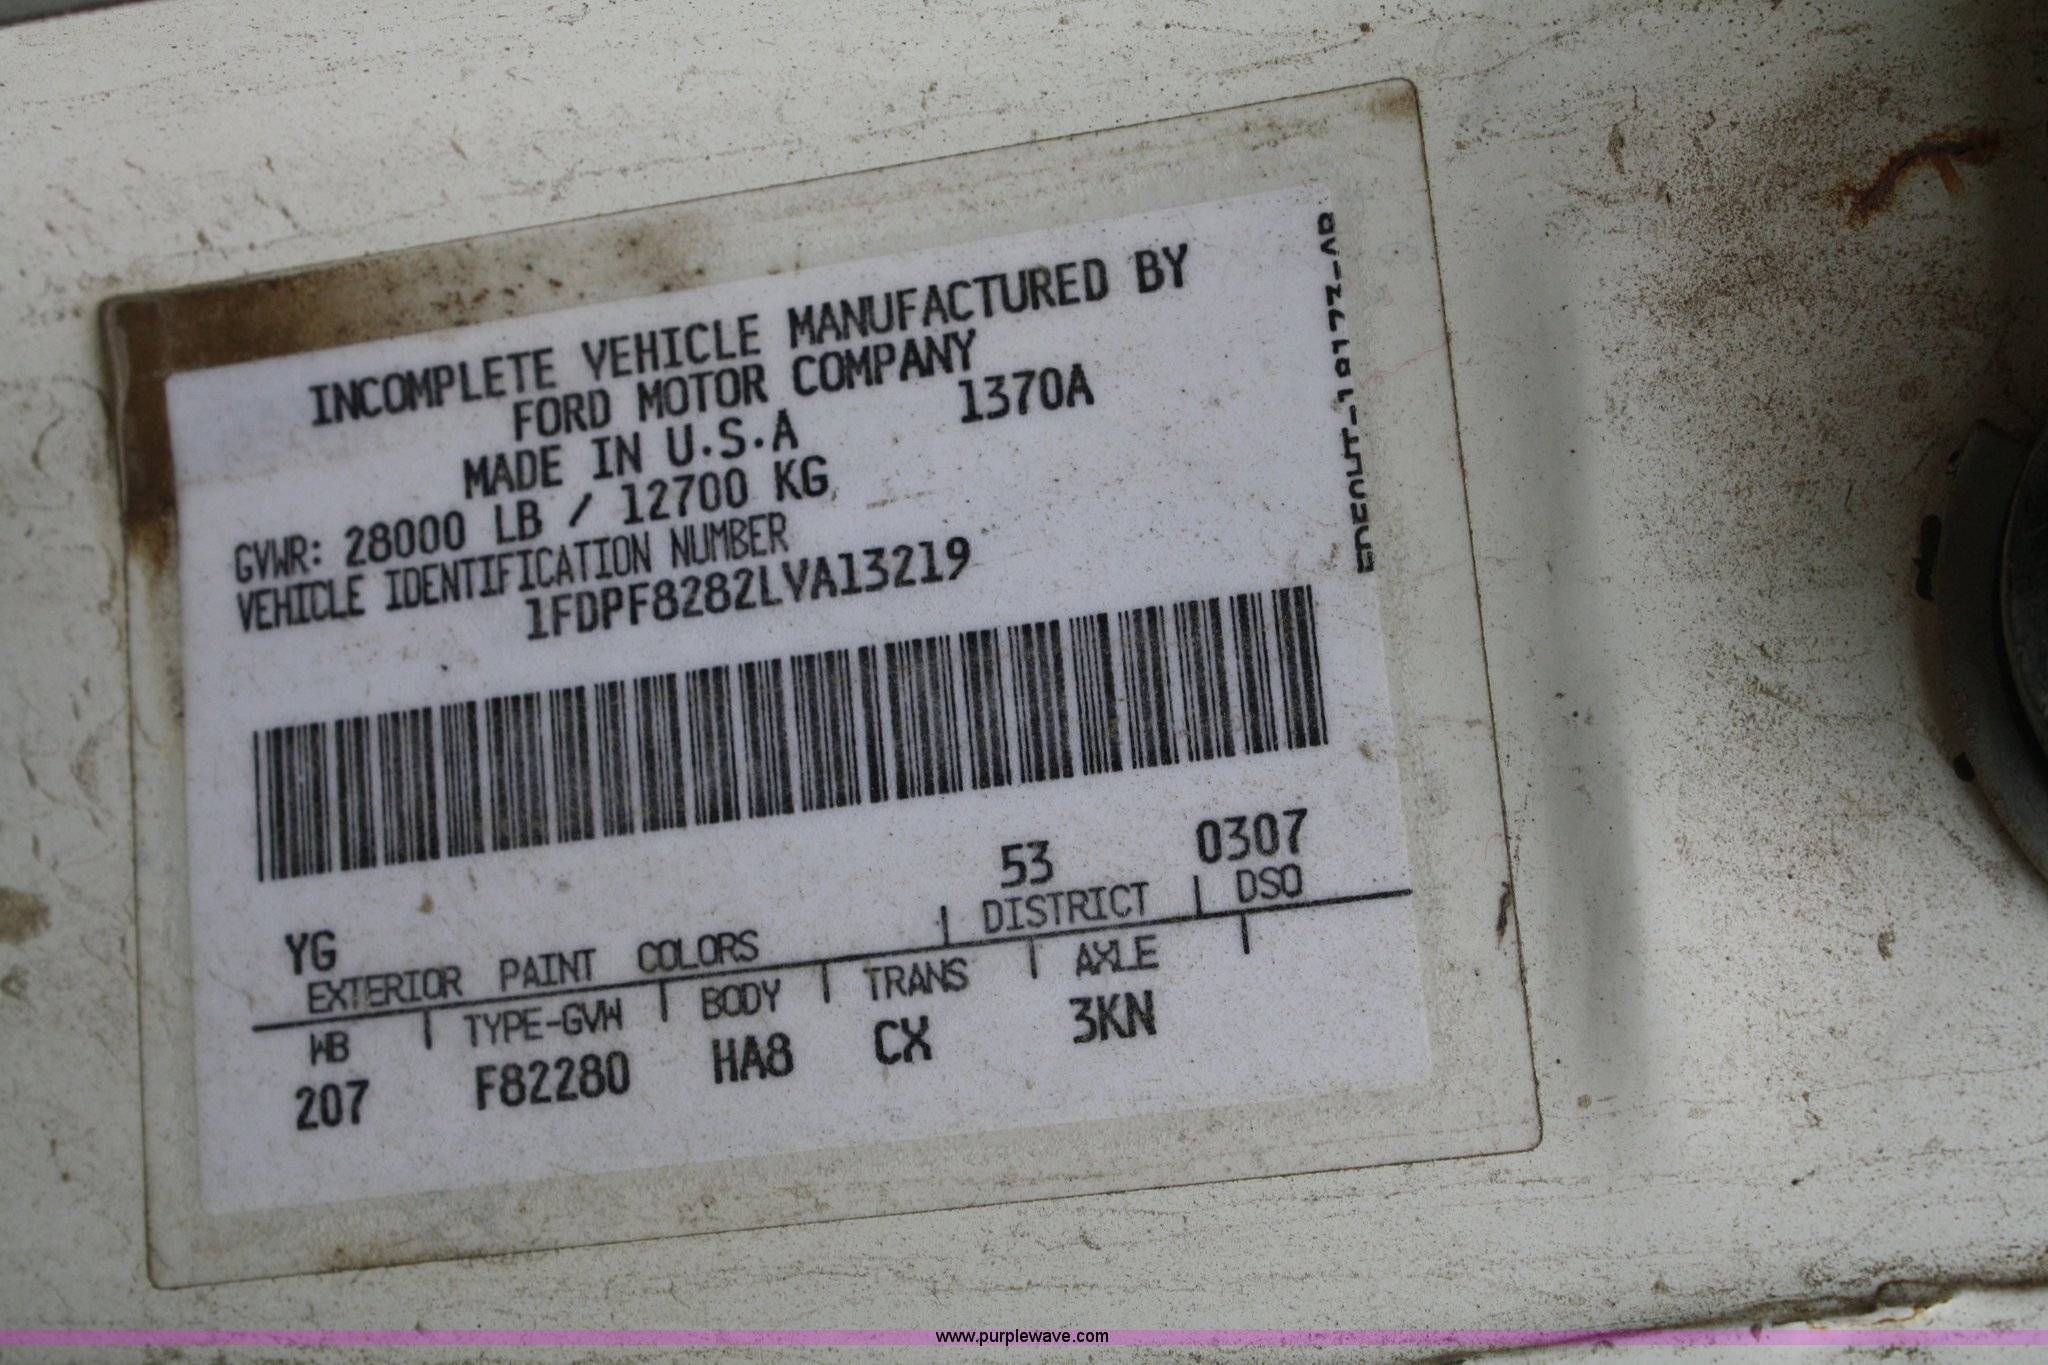 INCOMPLETE VEHICLE MANUFACTURED BY
FORD MOTOR COMPANY
MADE IN U.S.A 1370A
GVWR: 28000 LB / 12700 KG
VEHICLE IDENTIFICATION NUMBER
1FDPF8282LVA13219
53 0307
YG DISTRICT DSO
EXTERIOR PAINT COLORS
WB TYPE-GVW BODY TRANS AXLE
207 F82280 HA8 CX 3KN
www.purplewave.com